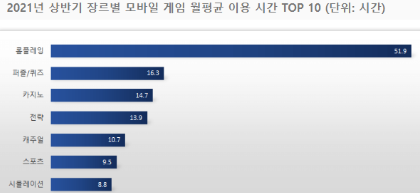 2021년 상반기 장르별 모바일 게임 월평균 이용 시간 TOP 10 (단위: 시간)
롤플레잉 51.9
퍼즐/퀴즈 16.3
카지노 14.7
전략 13.9
캐주얼 10.7
스포츠 9.5
시뮬레이션 8.8